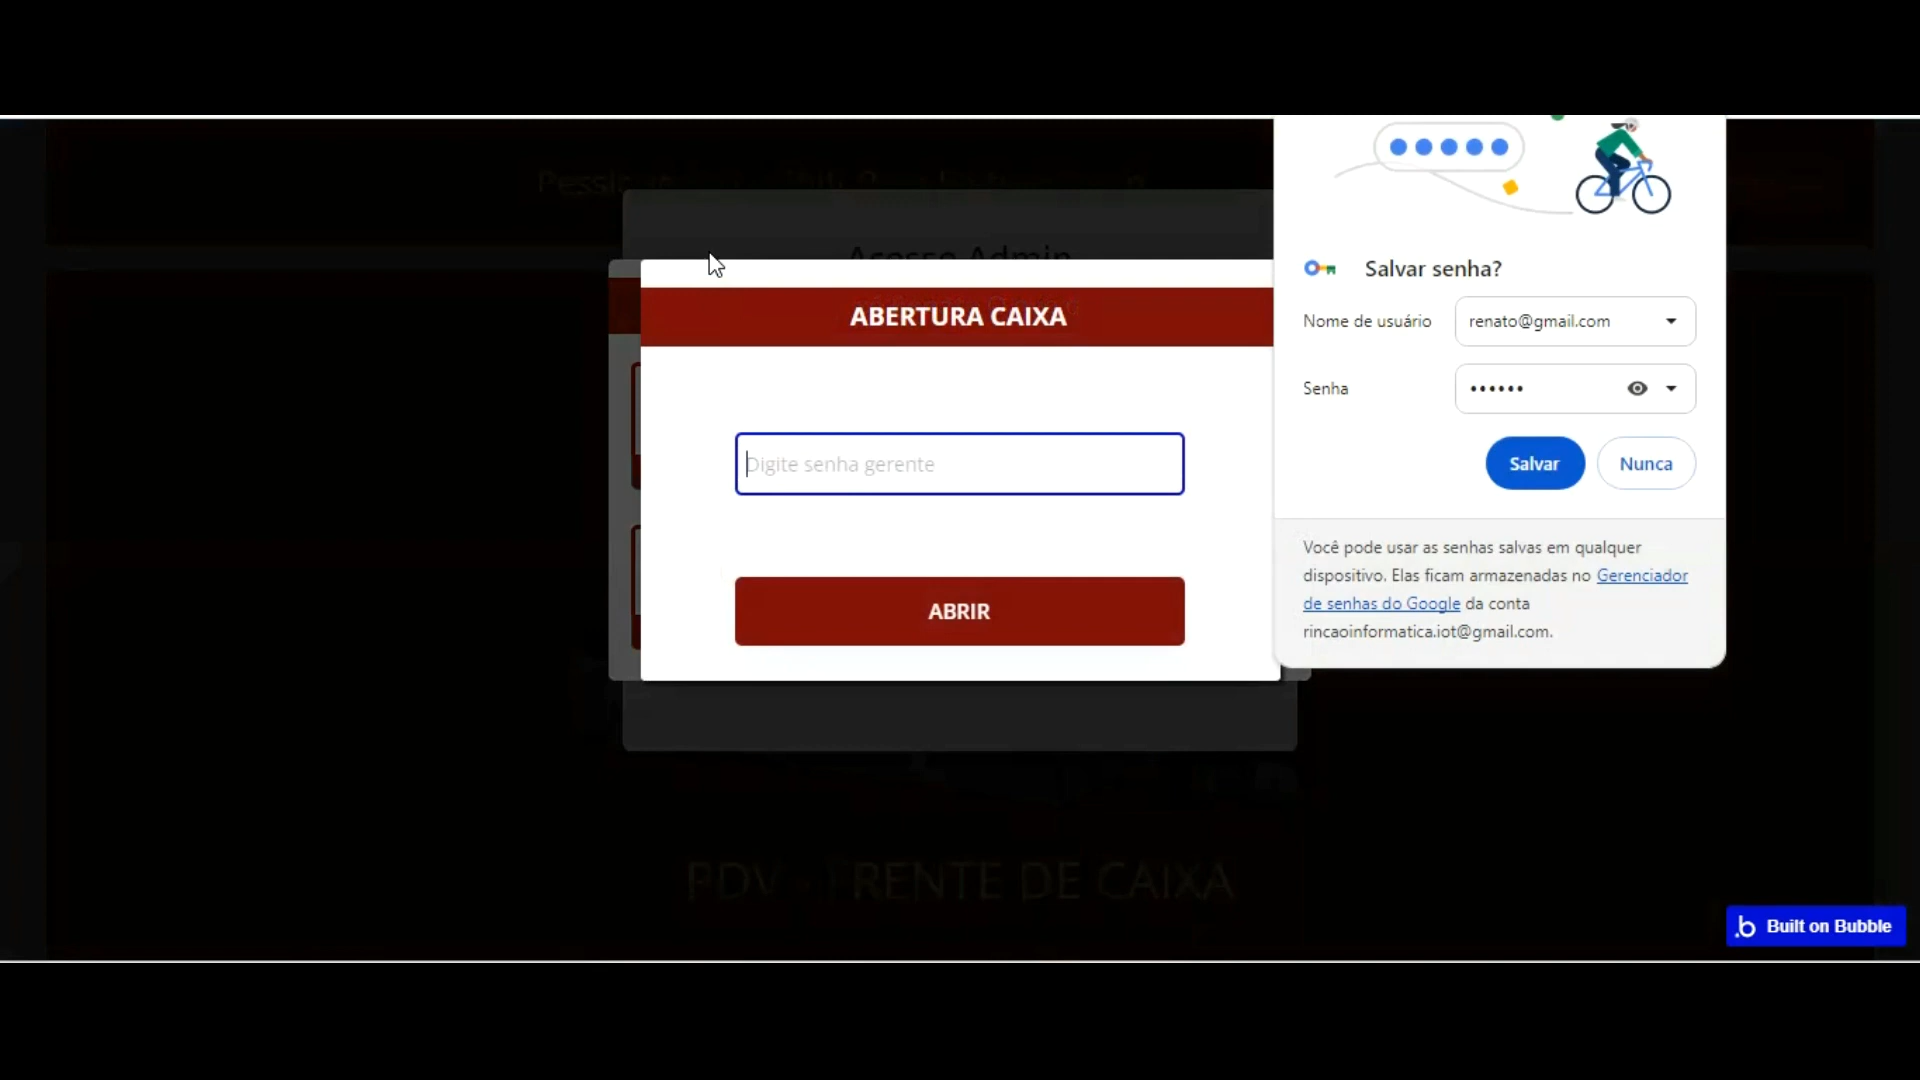 Acesso Admin
ABERTURA CAIXA
Digite senha gerente
ABRIR
Salvar senha?
Nome de usuário
renato@gmail.com
Senha
••••••
Salvar
Nunca
Você pode usar as senhas salvas em qualquer
dispositivo. Elas ficam armazenadas no Gerenciador
de senhas do Google da conta
rincaoinformatica.iot@gmail.com.
PDV - FRENTE DE CAIXA
.b Built on Bubble